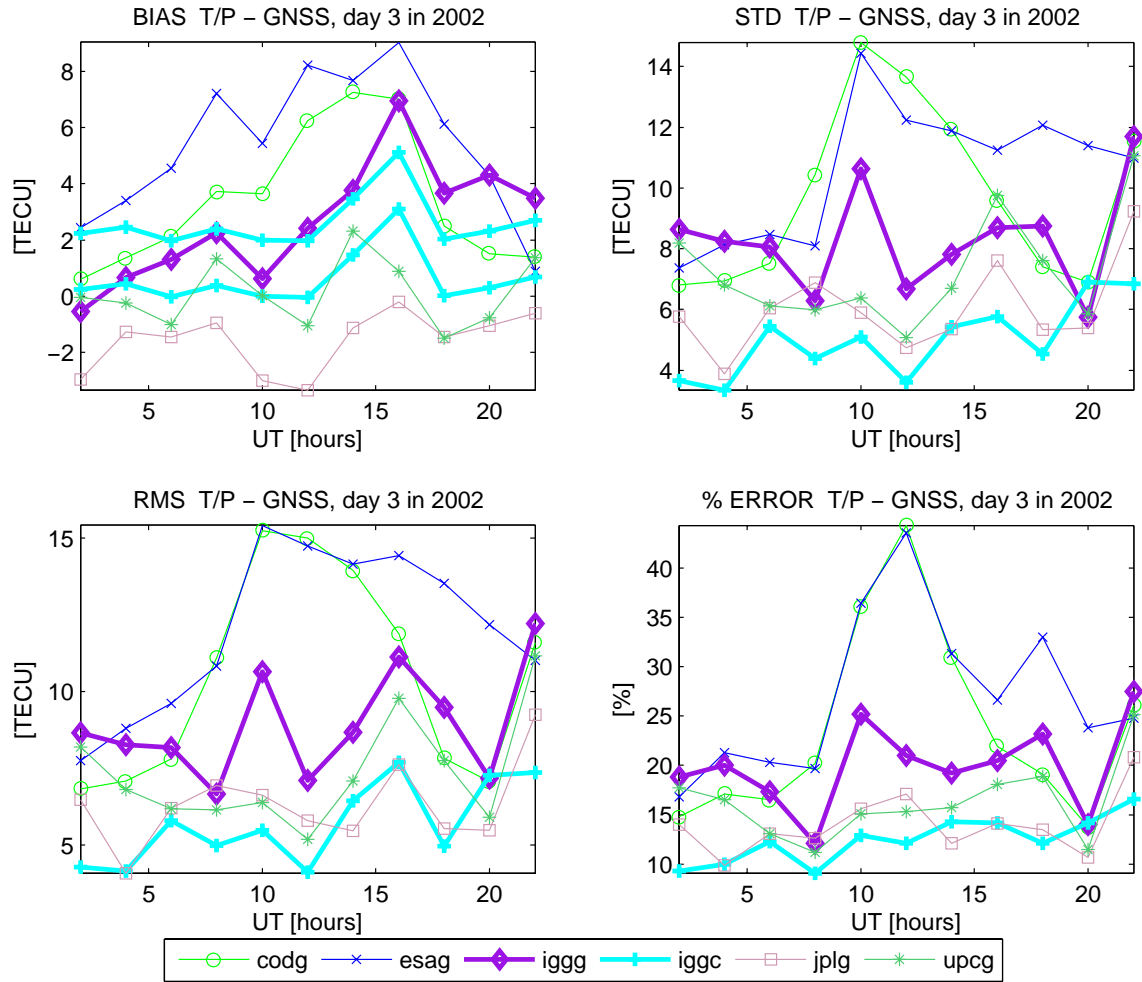 BIAS T/P − GNSS, day 3 in 2002
[TECU]
8
6
4
2
0
−2
5 10 15 20
UT [hours]
STD T/P − GNSS, day 3 in 2002
[TECU]
14
12
10
8
6
4
5 10 15 20
UT [hours]
RMS T/P − GNSS, day 3 in 2002
[TECU]
15
10
5
5 10 15 20
UT [hours]
% ERROR T/P − GNSS, day 3 in 2002
[%]
40
35
30
25
20
15
10
5 10 15 20
UT [hours]
codg esag iggg iggc jplg upcg